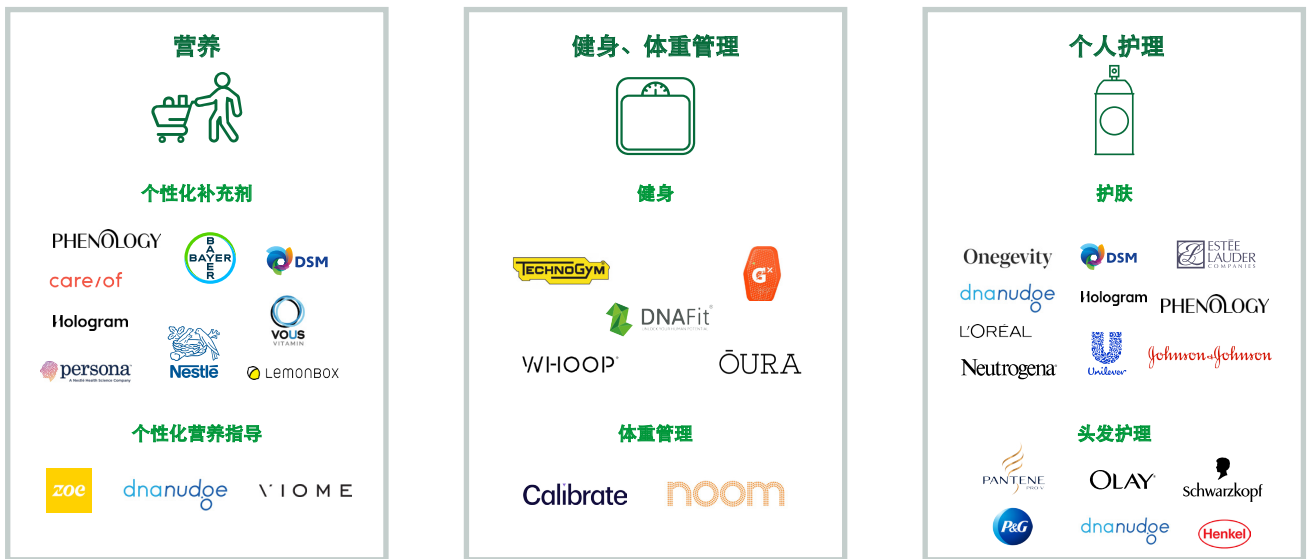 营养
个性化补充剂
PHENOLOGY
BAYER
BAYER
DSM
care/of
Hologram
VOUS
VITAMIN
persona
A Nestlé Health Science Company
Nestlé
LEMONBOX
个性化营养指导
zoe
dnanudge
VIOME
健身、体重管理
健身
TECHNOGYM
Gx
DNAFit
WHOOP
ŌURA
体重管理
Calibrate
noom
个人护理
护肤
Onegevity
DSM
ESTĒE
LAUDER
COMPANIES
dnanudge
Hologram
PHENOLOGY
L'ORÉAL
Neutrogena
Unilever
Johnson&Johnson
头发护理
PANTENE
PRO-V
OLAY
Schwarzkopf
P&G
dnanudge
Henkel